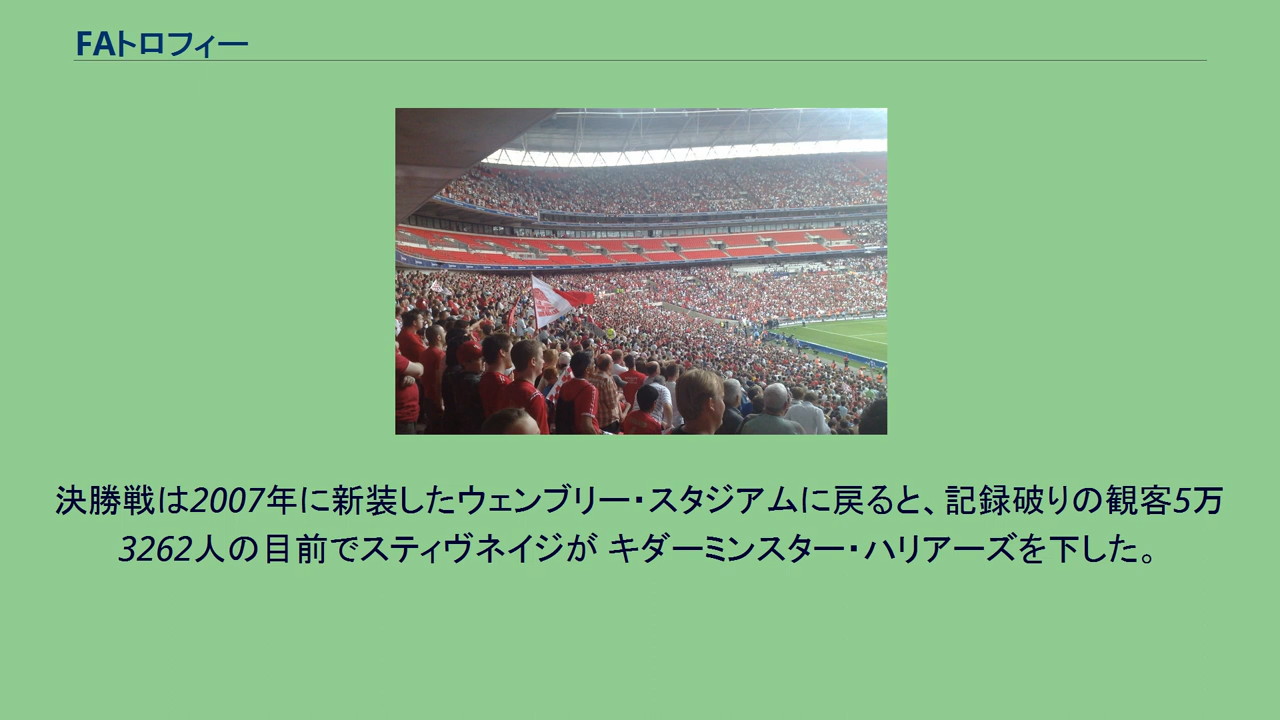 FAトロフィー
決勝戦は2007年に新装したウェンブリー・スタジアムに戻ると、記録破りの観客5万
3262人の目前でスティヴネイジが キダーミンスター・ハリアーズを下した。